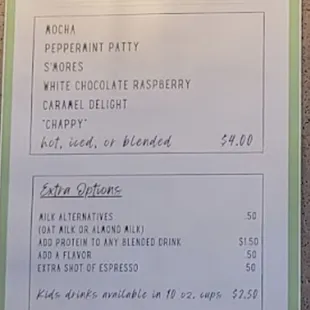 MOCHA
PEPPERMINT PATTY
S'MORES
WHITE CHOCOLATE RASPBERRY
CARAMEL DELIGHT
"CHAPPY"
hot, iced, or blended $4.00
Extra Options
MILK ALTERNATIVES .50
(OAT MILK OR ALMOND MILK)
ADD PROTEIN TO ANY BLENDED DRINK $1.50
ADD A FLAVOR .50
EXTRA SHOT OF ESPRESSO .50
Kids drinks available in 10 oz. cups $2.50